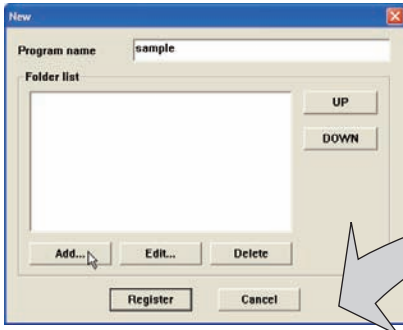 New
Program name sample
Folder list
UP
DOWN
Add... Edit... Delete
Register Cancel